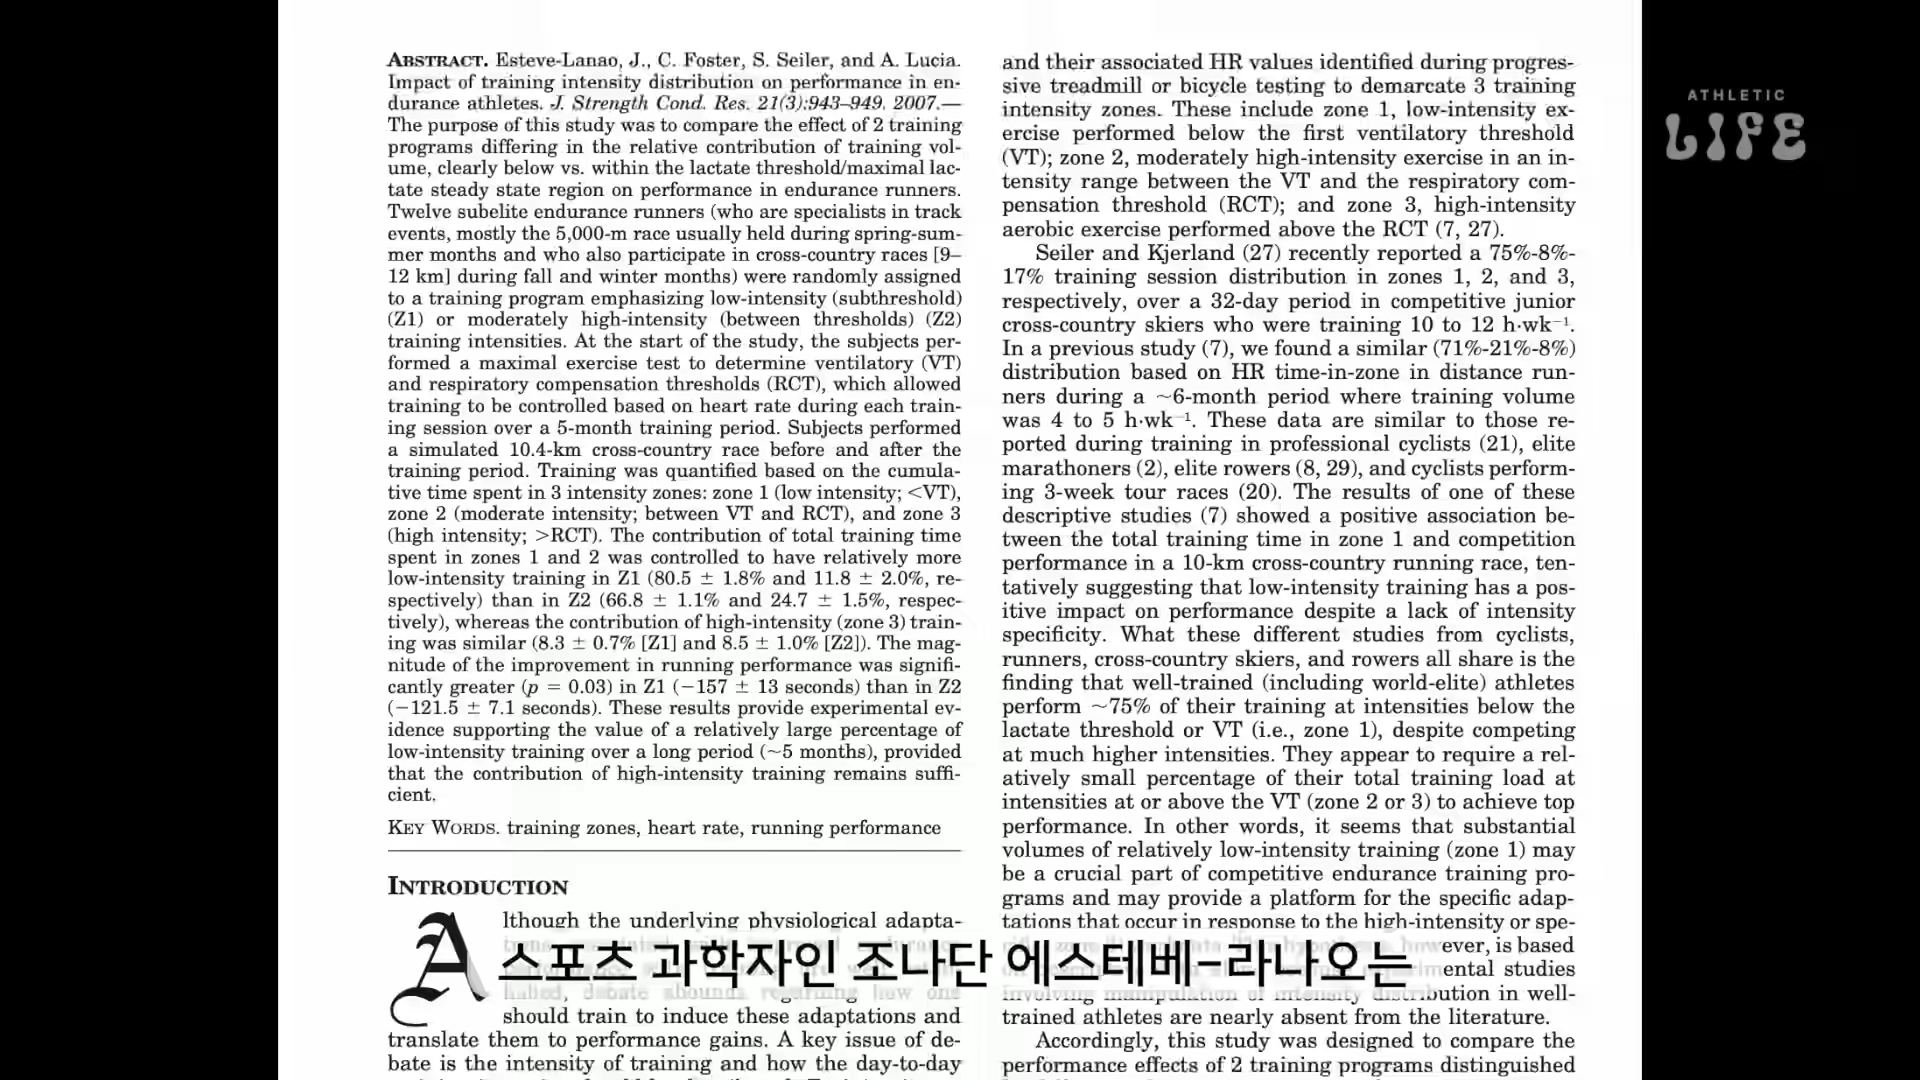 ABSTRACT. Esteve-Lanao, J., C. Foster, S. Seiler, and A. Lucia.
Impact of training intensity distribution on performance in en-
durance athletes. J. Strength Cond. Res. 21(3):943–949. 2007.—
The purpose of this study was to compare the effect of 2 training
programs differing in the relative contribution of training vol-
ume, clearly below vs. within the lactate threshold/maximal lac-
tate steady state region on performance in endurance runners.
Twelve subelite endurance runners (who are specialists in track
events, mostly the 5,000-m race usually held during spring-sum-
mer months and who also participate in cross-country races [9–
12 km] during fall and winter months) were randomly assigned
to a training program emphasizing low-intensity (subthreshold)
(Z1) or moderately high-intensity (between thresholds) (Z2)
training intensities. At the start of the study, the subjects per-
formed a maximal exercise test to determine ventilatory (VT)
and respiratory compensation thresholds (RCT), which allowed
training to be controlled based on heart rate during each train-
ing session over a 5-month training period. Subjects performed
a simulated 10.4-km cross-country race before and after the
training period. Training was quantified based on the cumula-
tive time spent in 3 intensity zones: zone 1 (low intensity; <VT),
zone 2 (moderate intensity; between VT and RCT), and zone 3
(high intensity; >RCT). The contribution of total training time
spent in zones 1 and 2 was controlled to have relatively more
low-intensity training in Z1 (80.5 ± 1.8% and 11.8 ± 2.0%, re-
spectively) than in Z2 (66.8 ± 1.1% and 24.7 ± 1.5%, respec-
tively), whereas the contribution of high-intensity (zone 3) train-
ing was similar (8.3 ± 0.7% [Z1] and 8.5 ± 1.0% [Z2]). The mag-
nitude of the improvement in running performance was signifi-
cantly greater (p = 0.03) in Z1 (−157 ± 13 seconds) than in Z2
(−121.5 ± 7.1 seconds). These results provide experimental ev-
idence supporting the value of a relatively large percentage of
low-intensity training over a long period (~5 months), provided
that the contribution of high-intensity training remains suffi-
cient.
KEY WORDS. training zones, heart rate, running performance
INTRODUCTION
Although the underlying physiological adapta-
should train to induce these adaptations and
translate them to performance gains. A key issue of de-
bate is the intensity of training and how the day-to-day
and their associated HR values identified during progres-
sive treadmill or bicycle testing to demarcate 3 training
intensity zones. These include zone 1, low-intensity ex-
ercise performed below the first ventilatory threshold
(VT); zone 2, moderately high-intensity exercise in an in-
tensity range between the VT and the respiratory com-
pensation threshold (RCT); and zone 3, high-intensity
aerobic exercise performed above the RCT (7, 27).
Seiler and Kjerland (27) recently reported a 75%-8%-
17% training session distribution in zones 1, 2, and 3,
respectively, over a 32-day period in competitive junior
cross-country skiers who were training 10 to 12 h·wk⁻¹.
In a previous study (7), we found a similar (71%-21%-8%)
distribution based on HR time-in-zone in distance run-
ners during a ~6-month period where training volume
was 4 to 5 h·wk⁻¹. These data are similar to those re-
ported during training in professional cyclists (21), elite
marathoners (2), elite rowers (8, 29), and cyclists perform-
ing 3-week tour races (20). The results of one of these
descriptive studies (7) showed a positive association be-
tween the total training time in zone 1 and competition
performance in a 10-km cross-country running race, ten-
tatively suggesting that low-intensity training has a pos-
itive impact on performance despite a lack of intensity
specificity. What these different studies from cyclists,
runners, cross-country skiers, and rowers all share is the
finding that well-trained (including world-elite) athletes
perform ~75% of their training at intensities below the
lactate threshold or VT (i.e., zone 1), despite competing
at much higher intensities. They appear to require a rel-
atively small percentage of their total training load at
intensities at or above the VT (zone 2 or 3) to achieve top
performance. In other words, it seems that substantial
volumes of relatively low-intensity training (zone 1) may
be a crucial part of competitive endurance training pro-
grams and may provide a platform for the specific adap-
tations that occur in response to the high-intensity or spe-
ever, is based
ental studies
bution in well-
trained athletes are nearly absent from the literature.
Accordingly, this study was designed to compare the
performance effects of 2 training programs distinguished
스포츠 과학자인 조나단 에스테베-라나오는
ATHLETIC
LIFE